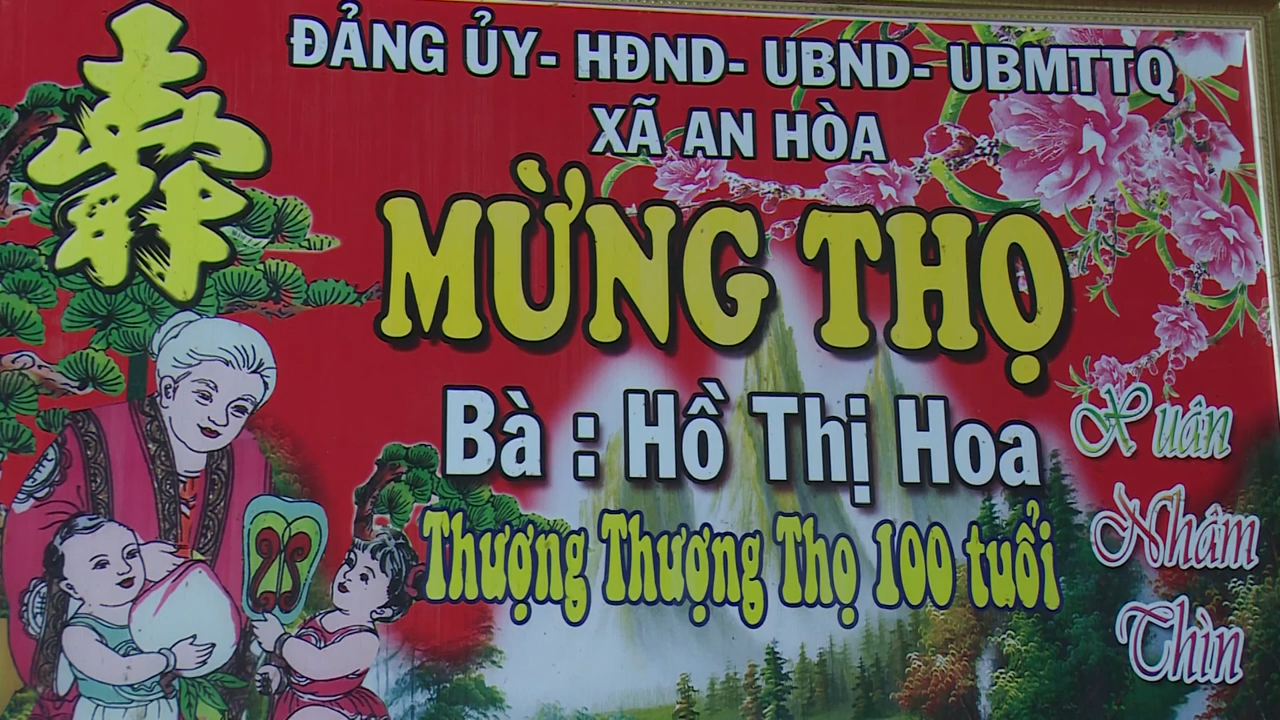 ĐẢNG ỦY- HĐND- UBND- UBMTTQ
XÃ AN HÒA
MỪNG THỌ
Bà : Hồ Thị Hoa
Thượng Thượng Thọ 100 tuổi
Xuân
Nhâm
Thìn